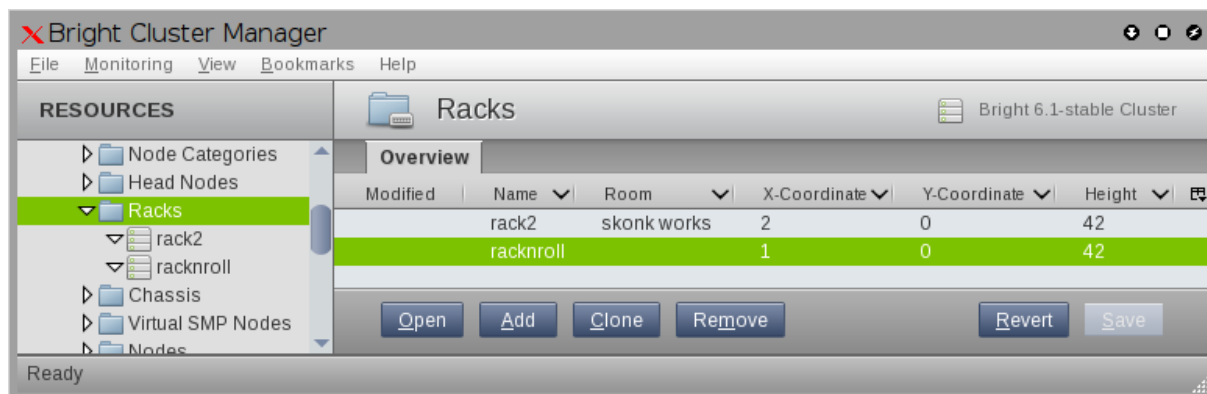 Bright Cluster Manager
File Monitoring View Bookmarks Help
RESOURCES
Racks
Bright 6.1-stable Cluster
Node Categories
Head Nodes
Racks
rack2
racknroll
Chassis
Virtual SMP Nodes
Nodes
Overview
Modified Name Room X-Coordinate Y-Coordinate Height
rack2 skonk works 2 0 42
racknroll 1 0 42
Open Add Clone Remove Revert Save
Ready